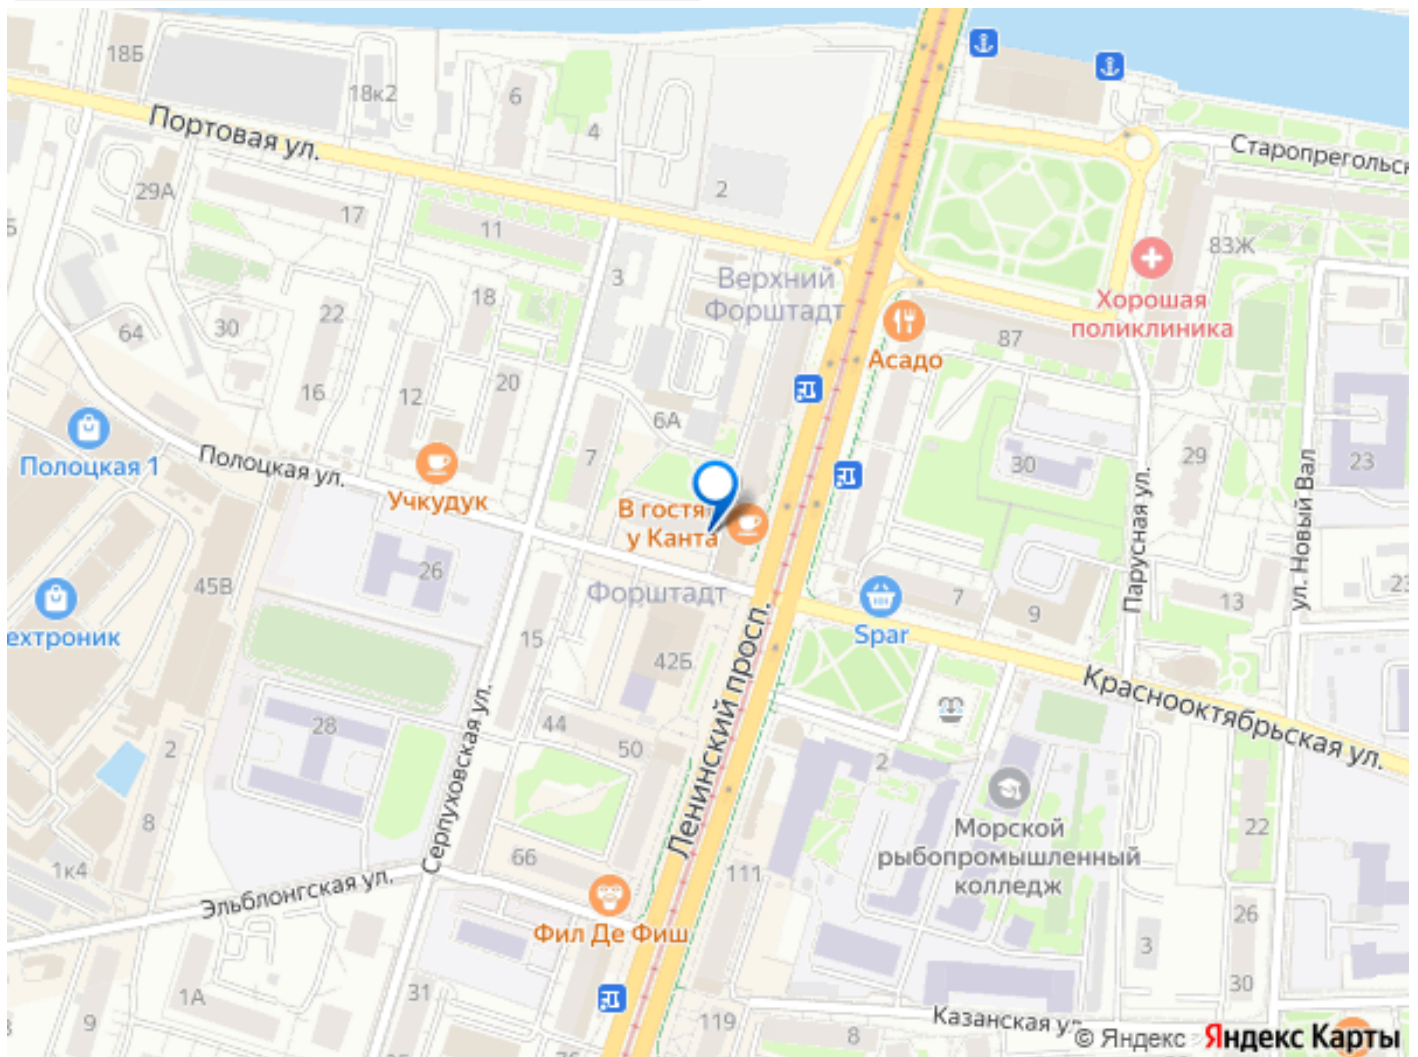 18Б
18к2
6
4
Портовая ул.
Старопрегольск
29А
17
11
2
83Ж
3
Верхний
Форштадт
Хорошая
поликлиника
18
22
30
64
Асадо
87
16
12
20
6А
7
Полоцкая 1
Полоцкая ул.
Учкудук
30
29
23
В гостя
у Канта
Парусная ул.
ул. Новый Вал
26
45В
Форштадт
ехтроник
Spar
7
9
13
23
15
42Б
Ленинский просп.
Краснооктябрьская ул.
28
2
44
50
Серпуховская ул.
2
8
Морской
рыбопромышленный
колледж
22
1к4
66
111
Эльблонгская ул.
Фил Де Фиш
26
3
30
1А
31
9
119
8
Казанская у
© Яндекс Яндекс Карты